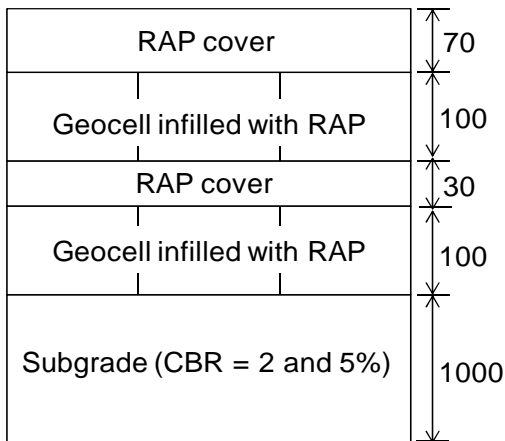 RAP cover
70
Geocell infilled with RAP
100
RAP cover
30
Geocell infilled with RAP
100
Subgrade (CBR = 2 and 5%)
1000